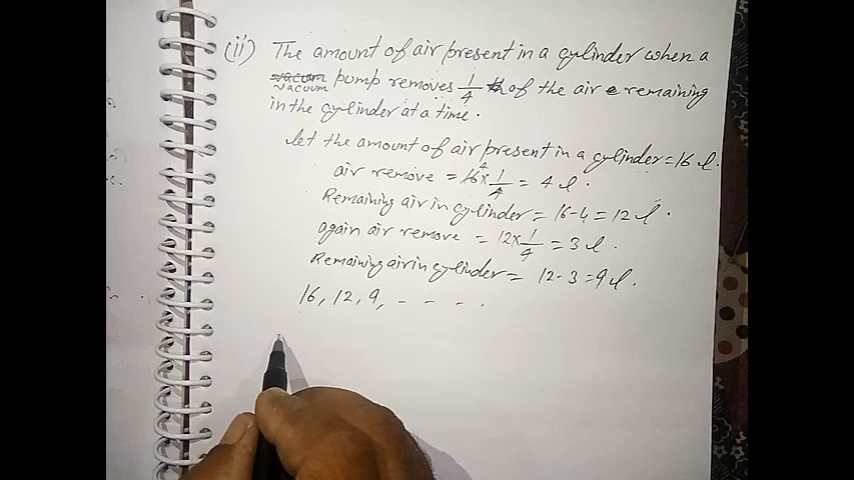 (ii) The amount of air present in a cylinder when a
vacuum pump removes 1/4 th of the air remaining
in the cylinder at a time.
let the amount of air present in a cylinder = 16 l.
air remove = 16 × 1/4 = 4 l.
Remaining air in cylinder = 16-4 = 12 l.
again air remove = 12 × 1/4 = 3 l.
Remaining air in cylinder = 12-3 = 9 l.
16, 12, 9, - - - .